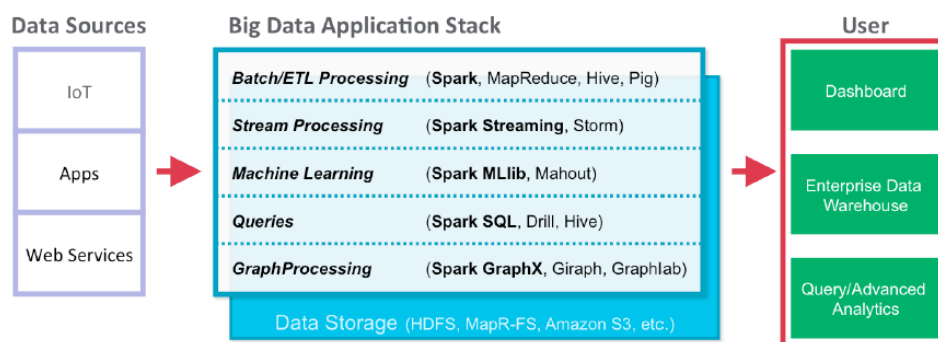 Data Sources
Big Data Application Stack
User
IoT
Apps
Web Services
Batch/ETL Processing (Spark, MapReduce, Hive, Pig)
Stream Processing (Spark Streaming, Storm)
Machine Learning (Spark MLlib, Mahout)
Queries (Spark SQL, Drill, Hive)
GraphProcessing (Spark GraphX, Giraph, Graphlab)
Data Storage (HDFS, MapR-FS, Amazon S3, etc.)
Dashboard
Enterprise Data
Warehouse
Query/Advanced
Analytics